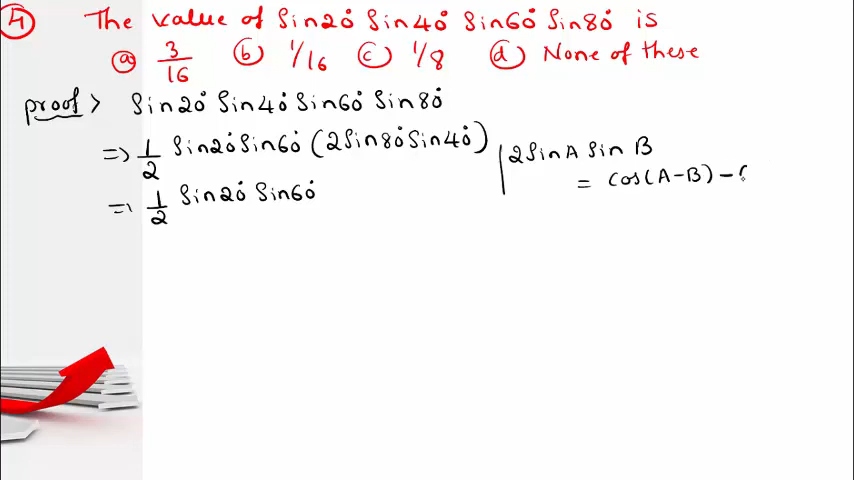 4 The value of Sin20° Sin40° Sin60° Sin80° is
a 3/16 b 1/16 c 1/8 d None of these
proof> Sin20° Sin40° Sin60° Sin80°
=> 1/2 Sin20° Sin60° (2Sin80° Sin40°) | 2SinA SinB
= Cos(A-B) -
=> 1/2 Sin20° Sin60°